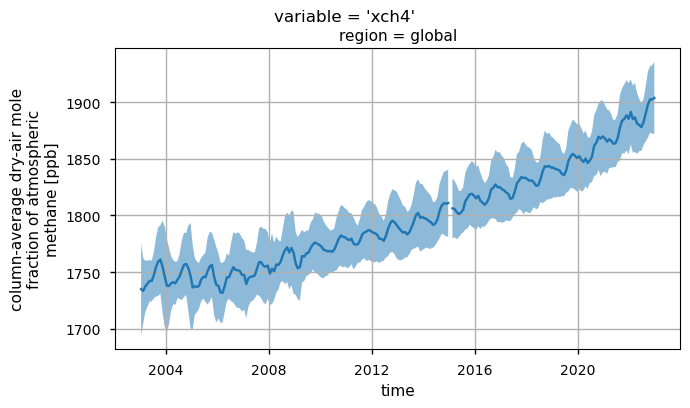 variable = 'xch4'
region = global
column-average dry-air mole
fraction of atmospheric
methane [ppb]
1900
1850
1800
1750
1700
2004
2008
2012
2016
2020
time